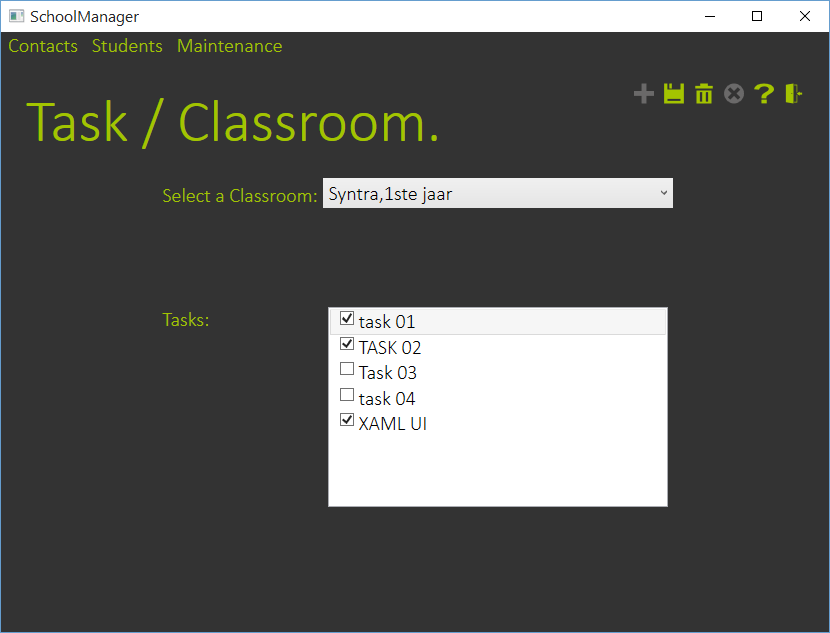 SchoolManager
Contacts Students Maintenance
Task / Classroom.
Select a Classroom: Syntra,1ste jaar
Tasks:
task 01
TASK 02
Task 03
task 04
XAML UI